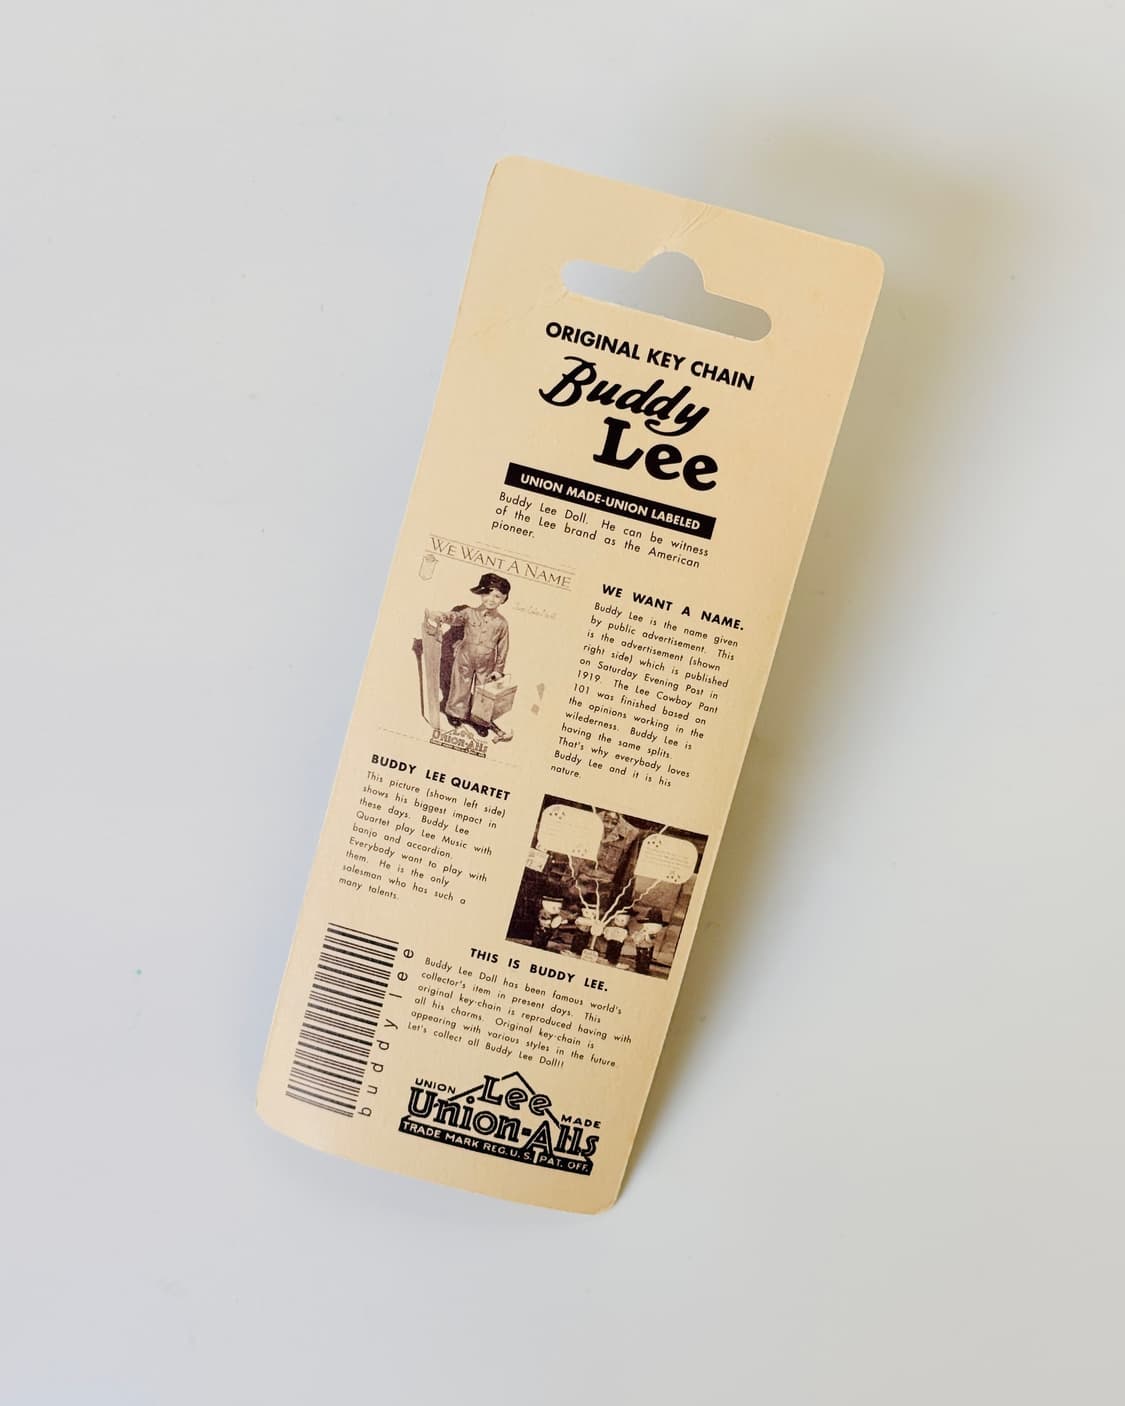 ORIGINAL KEY CHAIN
Buddy
Lee
UNION MADE-UNION LABELED
Buddy Lee Doll. He can be witness
of the Lee brand as the American
pioneer.
WE WANT A NAME
Lee
UNION-Alls
WE WANT A NAME.
Buddy Lee is the name given
by public advertisement. This
is the advertisement (shown
right side) which is published
on Saturday Evening Post in
1919. The Lee Cowboy Pant
101 was finished based on
the opinions working in the
wilederness. Buddy Lee is
having the same splits.
That's why everybody loves
Buddy Lee and it is his
nature.
BUDDY LEE QUARTET
This picture (shown left side)
shows his biggest impact in
these days. Buddy Lee
Quartet play Lee Music with
banjo and accordion.
Everybody want to play with
them. He is the only
salesman who has such a
many talents.
THIS IS BUDDY LEE.
Buddy Lee Doll has been famous world's
collector's item in present days. This
original key-chain is reproduced having with
all his charms. Original key-chain is
appearing with various styles in the future.
Let's collect all Buddy Lee Doll!!
buddy lee
UNION Lee MADE
Union-Alls
TRADE MARK REG. U. S. PAT. OFF.